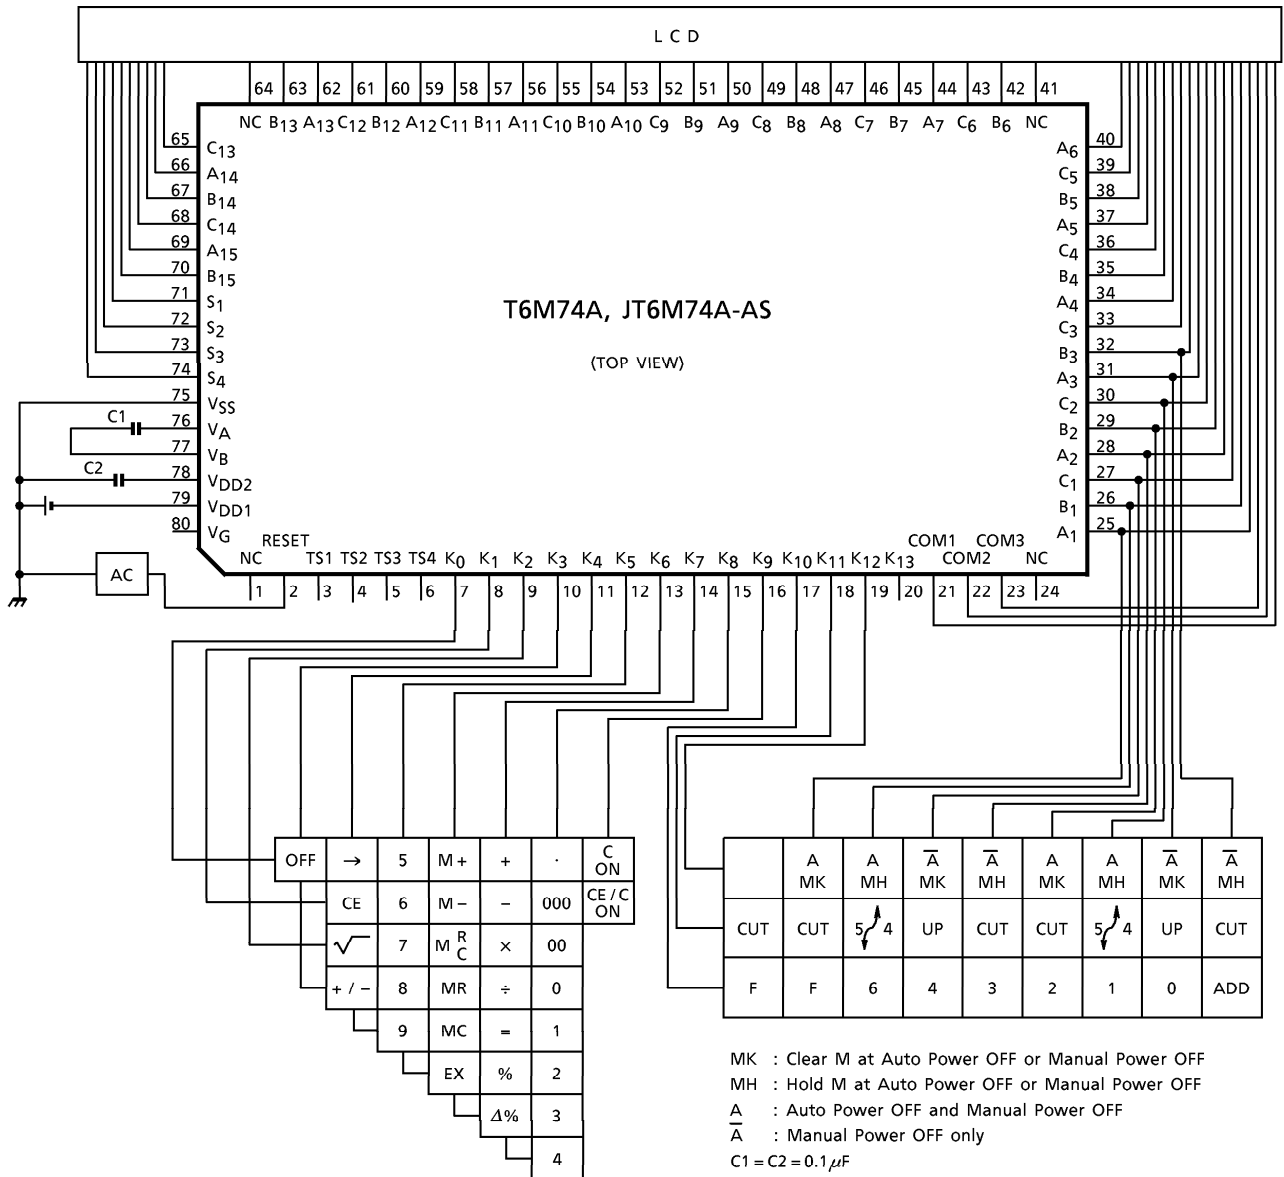 L C D
64 63 62 61 60 59 58 57 56 55 54 53 52 51 50 49 48 47 46 45 44 43 42 41
NC B13 A13 C12 B12 A12 C11 B11 A11 C10 B10 A10 C9 B9 A9 C8 B8 A8 C7 B7 A7 C6 B6 NC
65 C13
66 A14
67 B14
68 C14
69 A15
70 B15
71 S1
72 S2
73 S3
74 S4
75 VSS
C1 76 VA
77 VB
C2 78 VDD2
79 VDD1
80 VG
A6 40
C5 39
B5 38
A5 37
C4 36
B4 35
A4 34
C3 33
B3 32
A3 31
C2 30
B2 29
A2 28
C1 27
B1 26
A1 25
T6M74A, JT6M74A-AS
(TOP VIEW)
RESET COM1 COM3
NC TS1 TS2 TS3 TS4 K0 K1 K2 K3 K4 K5 K6 K7 K8 K9 K10 K11 K12 K13 COM2 NC
AC
1 2 3 4 5 6 7 8 9 10 11 12 13 14 15 16 17 18 19 20 21 22 23 24
OFF → 5 M+ + · C ON
CE 6 M− − 000 CE/C ON
√ 7 M R C × 00
+/− 8 MR ÷ 0
9 MC = 1
EX % 2
Δ% 3
4
A A A̅ A̅ A A A̅ A̅
MK MH MK MH MK MH MK MH
CUT CUT 5 4 UP CUT CUT 5 4 UP CUT
F F 6 4 3 2 1 0 ADD
MK : Clear M at Auto Power OFF or Manual Power OFF
MH : Hold M at Auto Power OFF or Manual Power OFF
A : Auto Power OFF and Manual Power OFF
A̅ : Manual Power OFF only
C1 = C2 = 0.1 μF